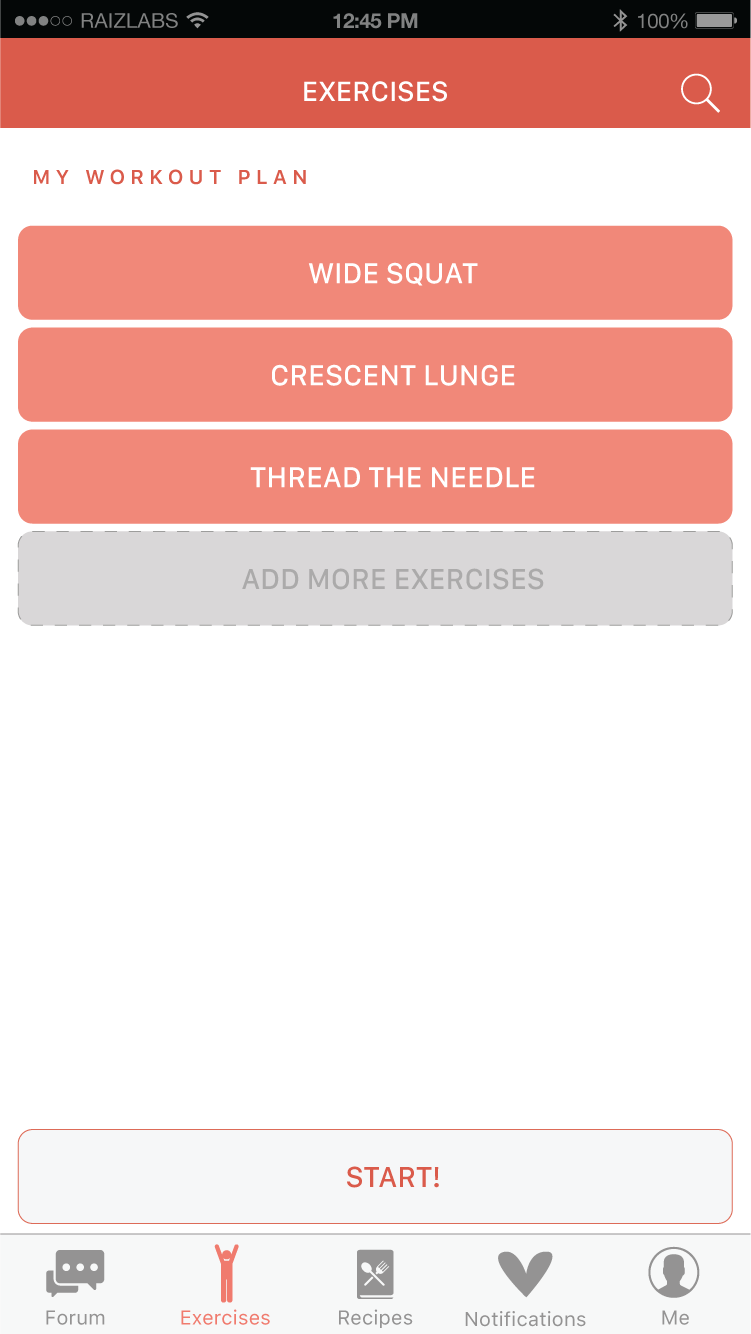 RAIZLABS 12:45 PM 100%
EXERCISES
MY WORKOUT PLAN
WIDE SQUAT
CRESCENT LUNGE
THREAD THE NEEDLE
ADD MORE EXERCISES
START!
Forum Exercises Recipes Notifications Me